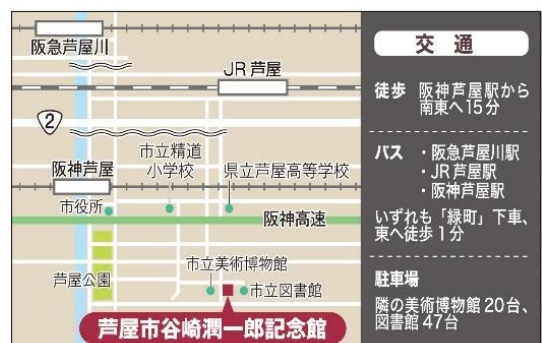 阪急芦屋川
JR芦屋
2
阪神芦屋
市立精道
小学校
県立芦屋高等学校
市役所
阪神高速
芦屋公園
市立美術博物館
市立図書館
芦屋市谷崎潤一郎記念館
交通
徒歩 阪神芦屋駅から
南東へ15分
バス ・阪急芦屋川駅
・JR芦屋駅
・阪神芦屋駅
いずれも「緑町」下車、
東へ徒歩1分
駐車場
隣の美術博物館20台、
図書館47台